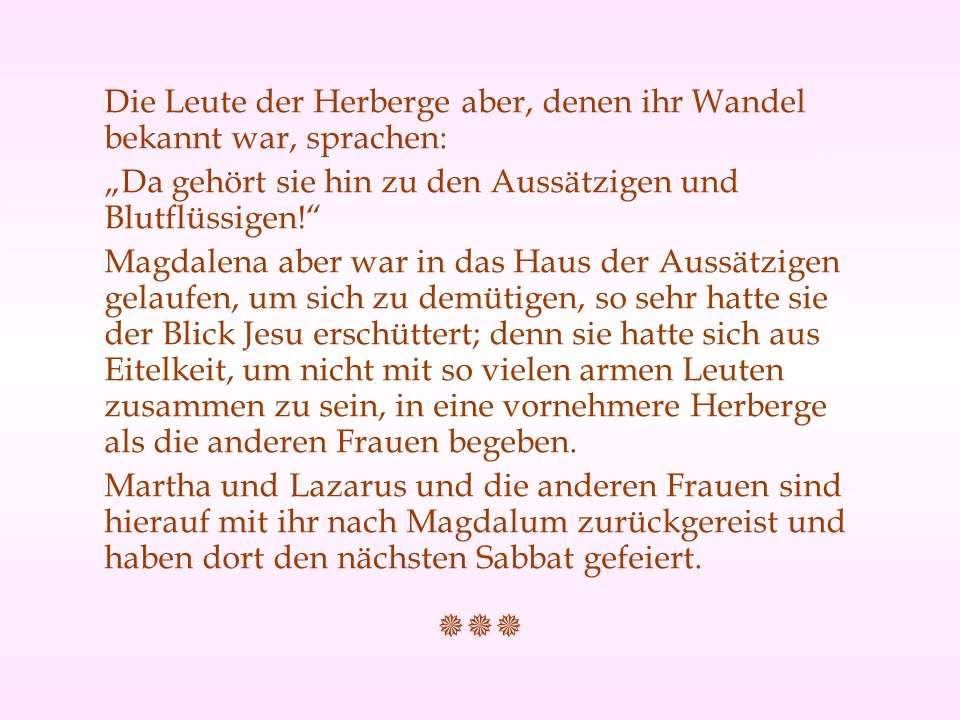 Die Leute der Herberge aber, denen ihr Wandel
bekannt war, sprachen:
„Da gehört sie hin zu den Aussätzigen und
Blutflüssigen!“
Magdalena aber war in das Haus der Aussätzigen
gelaufen, um sich zu demütigen, so sehr hatte sie
der Blick Jesu erschüttert; denn sie hatte sich aus
Eitelkeit, um nicht mit so vielen armen Leuten
zusammen zu sein, in eine vornehmere Herberge
als die anderen Frauen begeben.
Martha und Lazarus und die anderen Frauen sind
hierauf mit ihr nach Magdalum zurückgereist und
haben dort den nächsten Sabbat gefeiert.